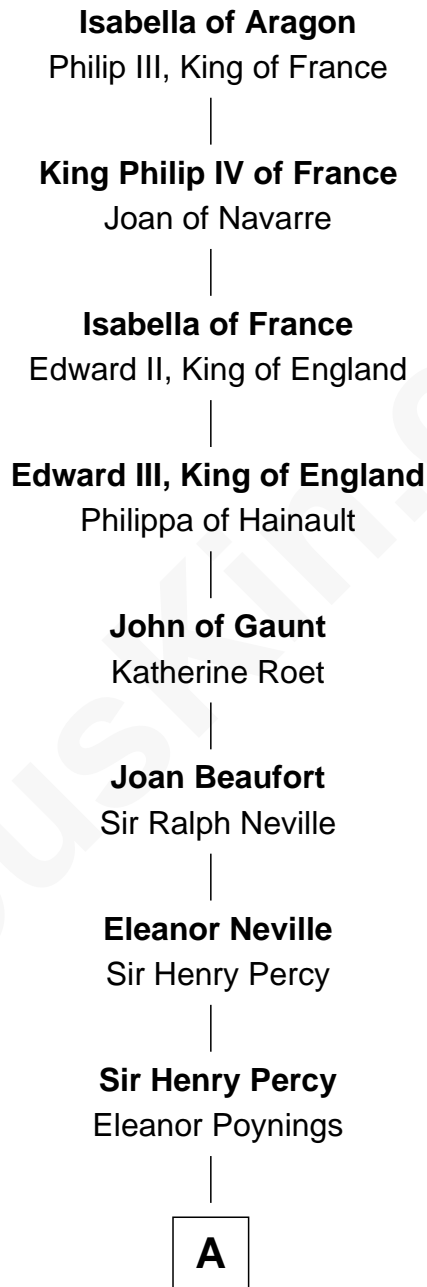 Isabella of Aragon
Philip III, King of France
King Philip IV of France
Joan of Navarre
Isabella of France
Edward II, King of England
Edward III, King of England
Philippa of Hainault
John of Gaunt
Katherine Roet
Joan Beaufort
Sir Ralph Neville
Eleanor Neville
Sir Henry Percy
Sir Henry Percy
Eleanor Poynings
A